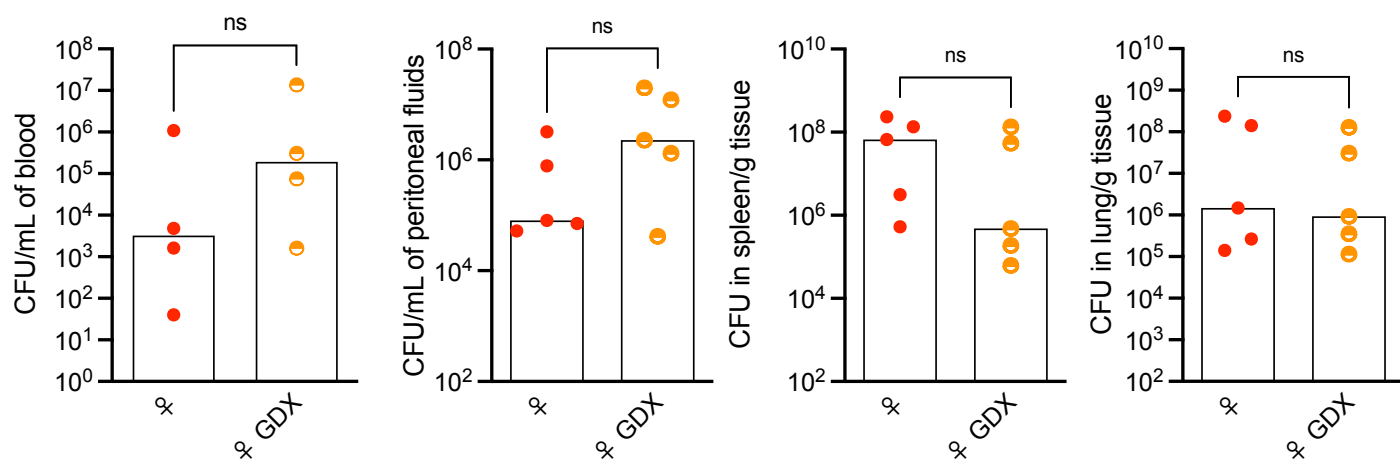 ns
CFU/mL of blood
10⁸
10⁷
10⁶
10⁵
10⁴
10³
10²
10¹
10⁰
♀
♀ GDX
ns
CFU/mL of peritoneal fluids
10⁸
10⁶
10⁴
10²
♀
♀ GDX
ns
CFU in spleen/g tissue
10¹⁰
10⁸
10⁶
10⁴
10²
♀
♀ GDX
ns
CFU in lung/g tissue
10¹⁰
10⁹
10⁸
10⁷
10⁶
10⁵
10⁴
10³
10²
♀
♀ GDX